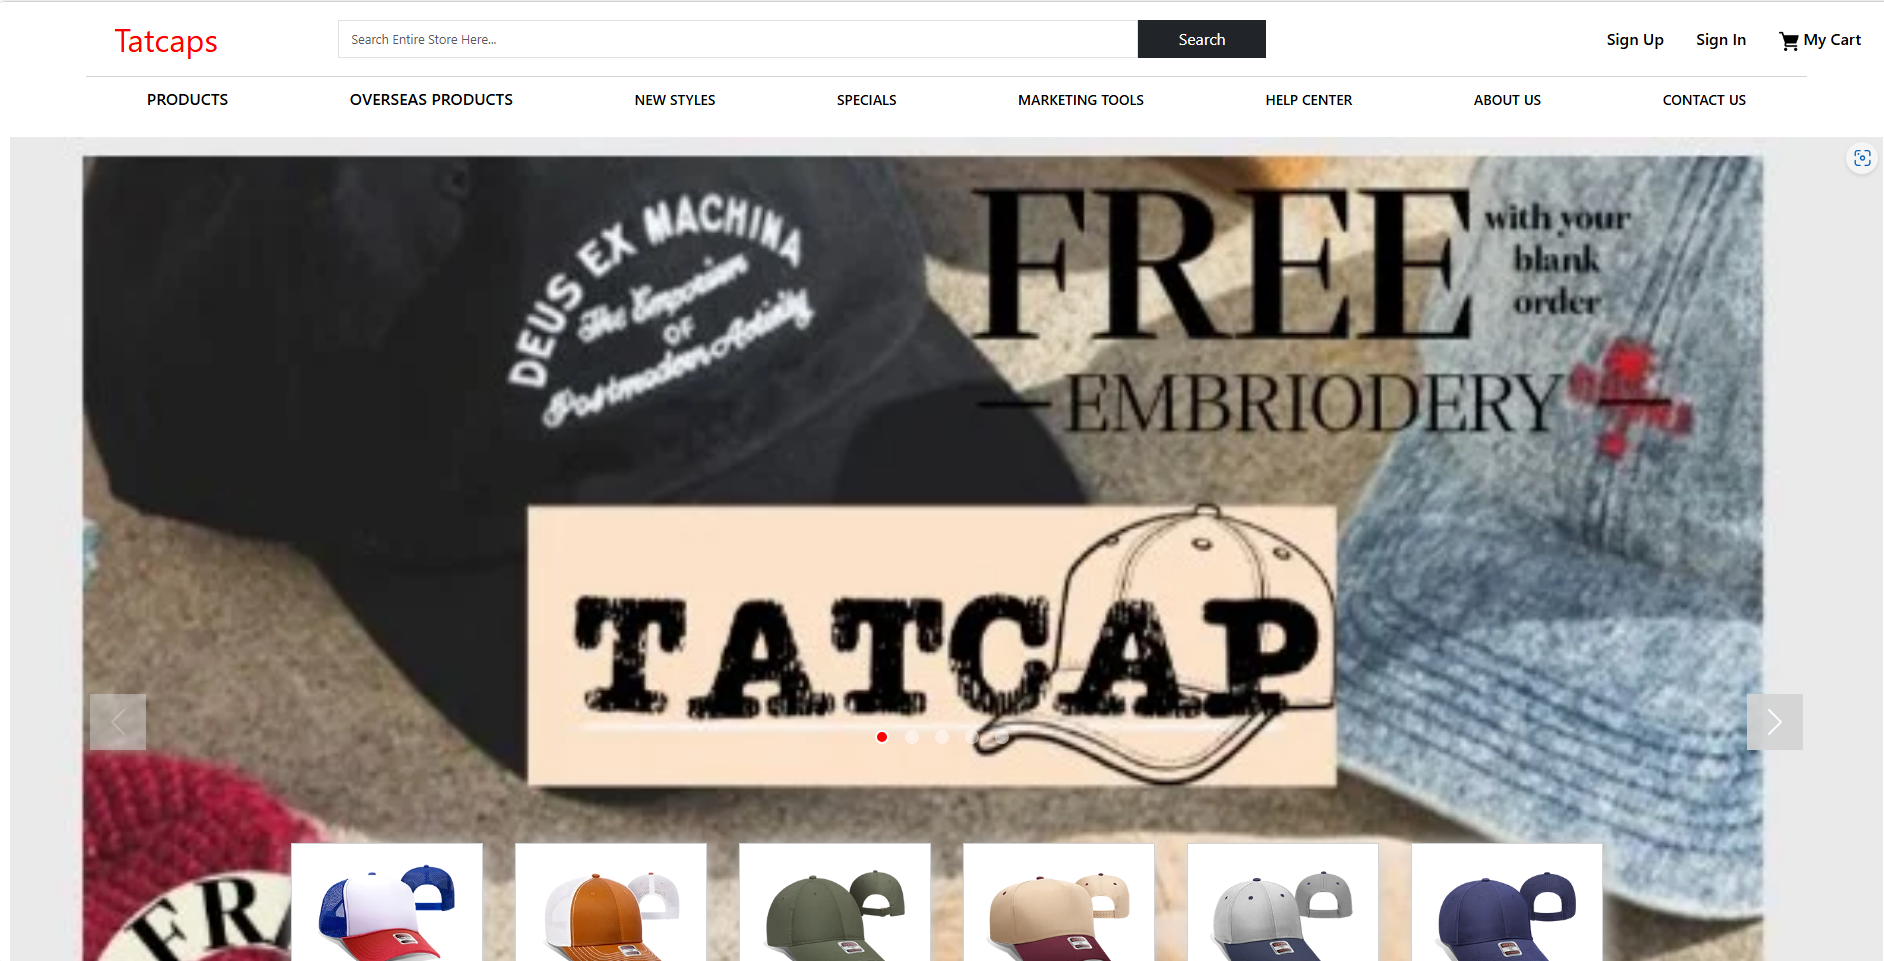 Tatcaps
Search Entire Store Here...
Search
Sign Up
Sign In
My Cart
PRODUCTS
OVERSEAS PRODUCTS
NEW STYLES
SPECIALS
MARKETING TOOLS
HELP CENTER
ABOUT US
CONTACT US
DEUS EX MACHINA
The Emporium
OF
Postmodern Activity
FREE
with your
blank
order
EMBRIODERY
TATCAP
FRA